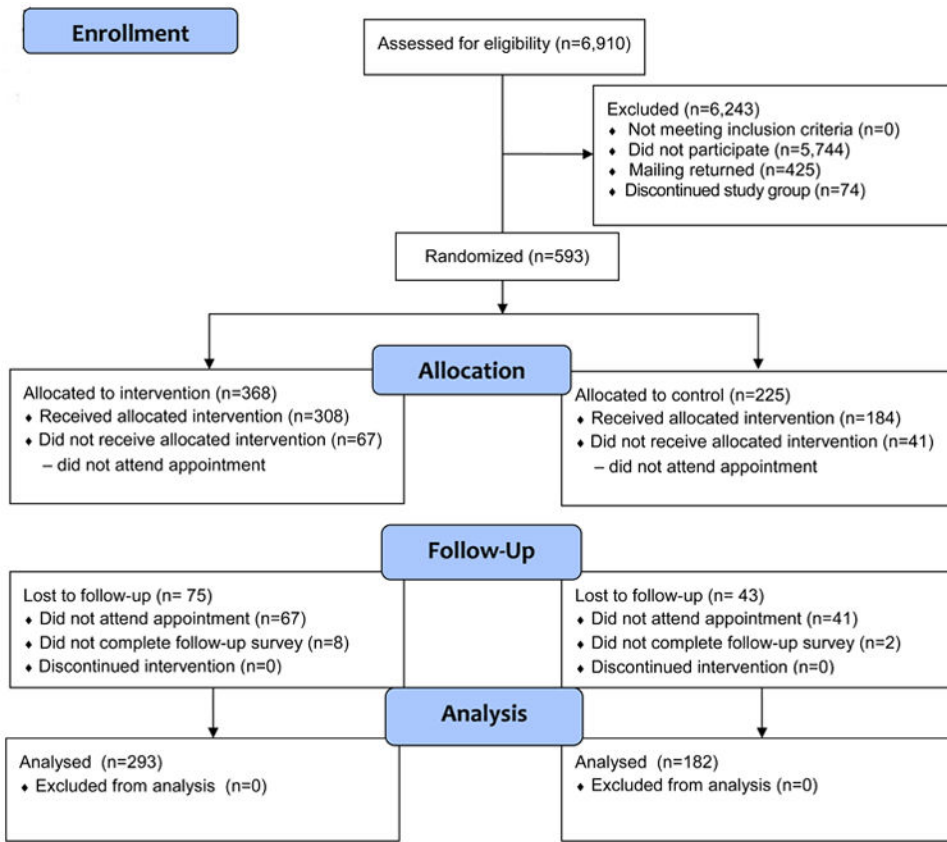 Enrollment
Assessed for eligibility (n=6,910)
Excluded (n=6,243)
♦ Not meeting inclusion criteria (n=0)
♦ Did not participate (n=5,744)
♦ Mailing returned (n=425)
♦ Discontinued study group (n=74)
Randomized (n=593)
Allocation
Allocated to intervention (n=368)
♦ Received allocated intervention (n=308)
♦ Did not receive allocated intervention (n=67)
– did not attend appointment
Allocated to control (n=225)
♦ Received allocated intervention (n=184)
♦ Did not receive allocated intervention (n=41)
– did not attend appointment
Follow-Up
Lost to follow-up (n= 75)
♦ Did not attend appointment (n=67)
♦ Did not complete follow-up survey (n=8)
♦ Discontinued intervention (n=0)
Lost to follow-up (n= 43)
♦ Did not attend appointment (n=41)
♦ Did not complete follow-up survey (n=2)
♦ Discontinued intervention (n=0)
Analysis
Analysed (n=293)
♦ Excluded from analysis (n=0)
Analysed (n=182)
♦ Excluded from analysis (n=0)